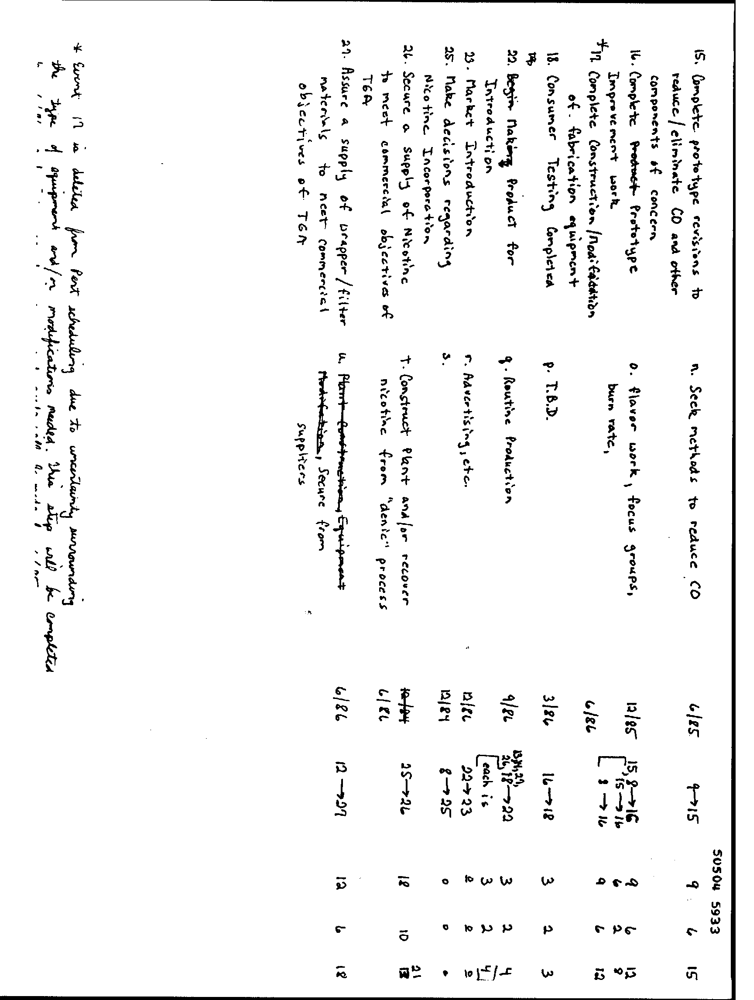 50504 5933
15. Complete prototype revisions to
reduce/eliminate CO and other
components of concern
n. Seek methods to reduce CO
6/85
9→15
9
6
15
16. Complete Product Prototype
Improvement work
o. flavor work, focus groups,
burn rate,
12/85
15, 8→16
15→16
8→16
9 6 12
6 2 8
9 6 12
*17. Complete Construction/Modification
of fabrication equipment
6/86
18. Consumer Testing Completed
p. T.B.D.
3/86
16→18
3
2
3
22. Begin Making Product for
Introduction
q. Routine Production
9/86
26, 18→22
each is
3 2 4
3 2 4
23. Market Introduction
r. Advertising, etc.
12/86
22→23
25. Make decisions regarding
Nicotine Incorporation
s.
12/84
8→25
0
0
0
26. Secure a supply of Nicotine
to meet commercial objectives of
TGA
t. Construct Plant and/or recover
nicotine from "denic" process
12/84
6/86
25→26
18
10
21
27. Assure a supply of wrapper/filter
materials to meet commercial
objectives of TGA
u. Plant Construction, Equipment
Modification, Secure from
suppliers
6/86
12→27
12
6
18
* Event 17 is deleted from Pert scheduling due to uncertainty surrounding
the type of equipment and/or modifications needed. This step will be completed